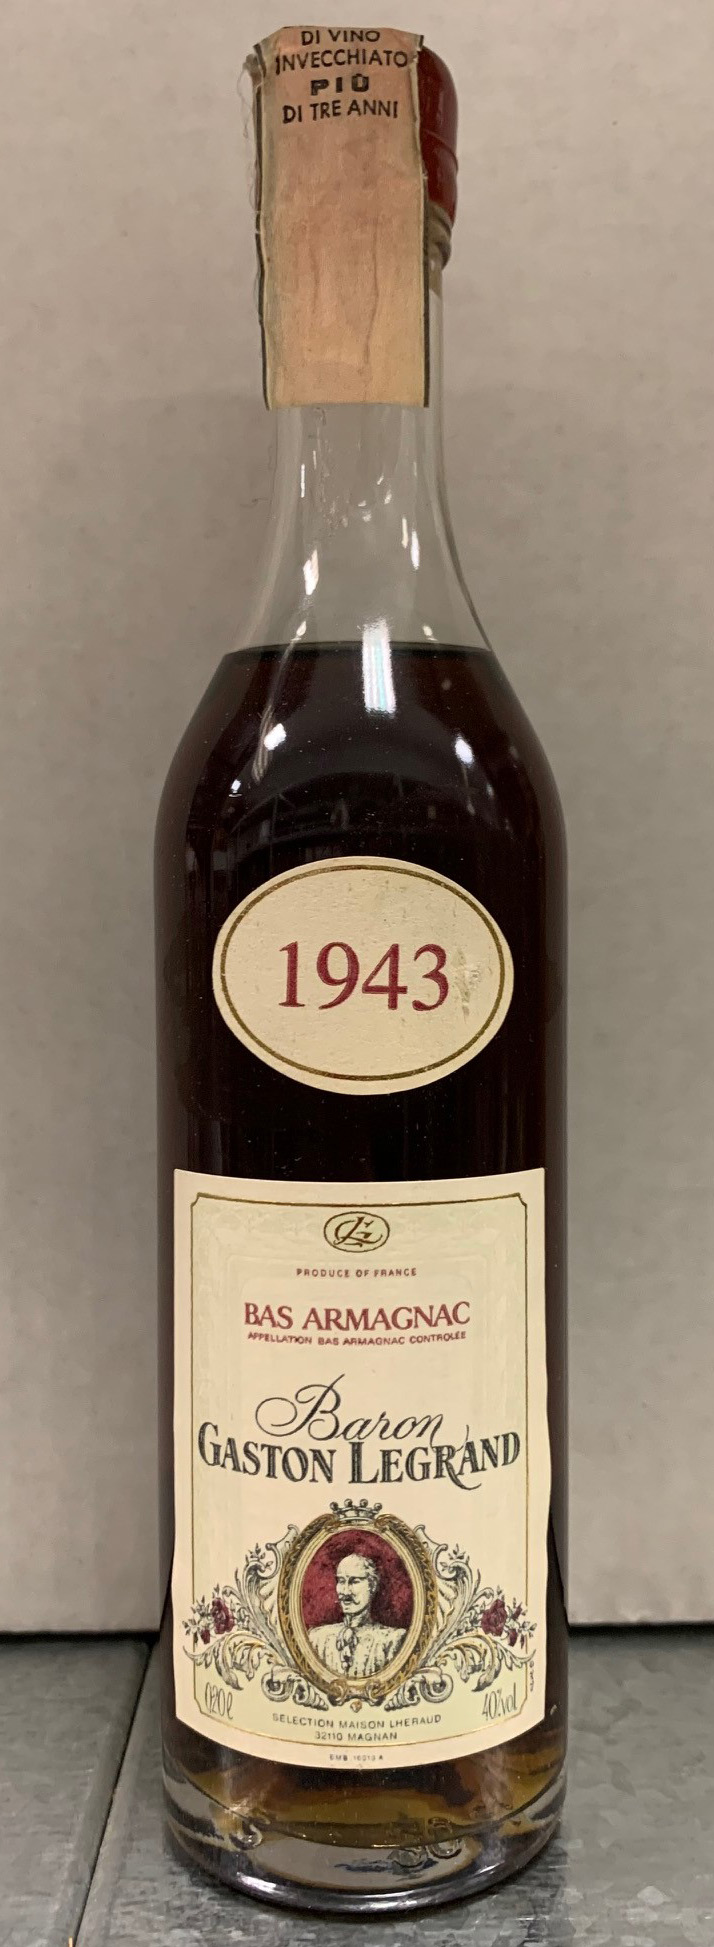 DI VINO
INVECCHIATO
PIÙ
DI TRE ANNI
1943
PRODUCE OF FRANCE
BAS ARMAGNAC
APPELLATION BAS ARMAGNAC CONTROLÉE
Baron
GASTON LEGRAND
0,20ℓ
40%vol
SELECTION MAISON LHERAUD
32110 MAGNAN